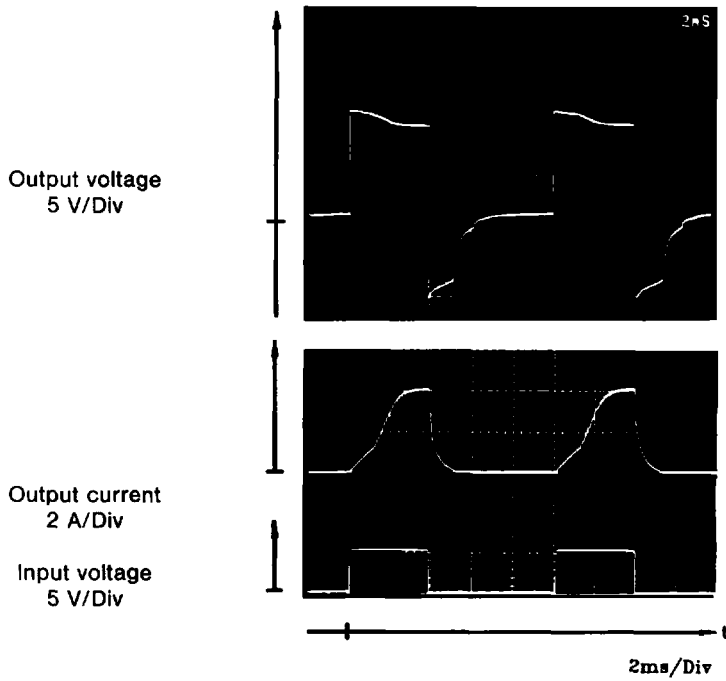 2mS
Output voltage
5 V/Div
Output current
2 A/Div
Input voltage
5 V/Div
t
2ms/Div